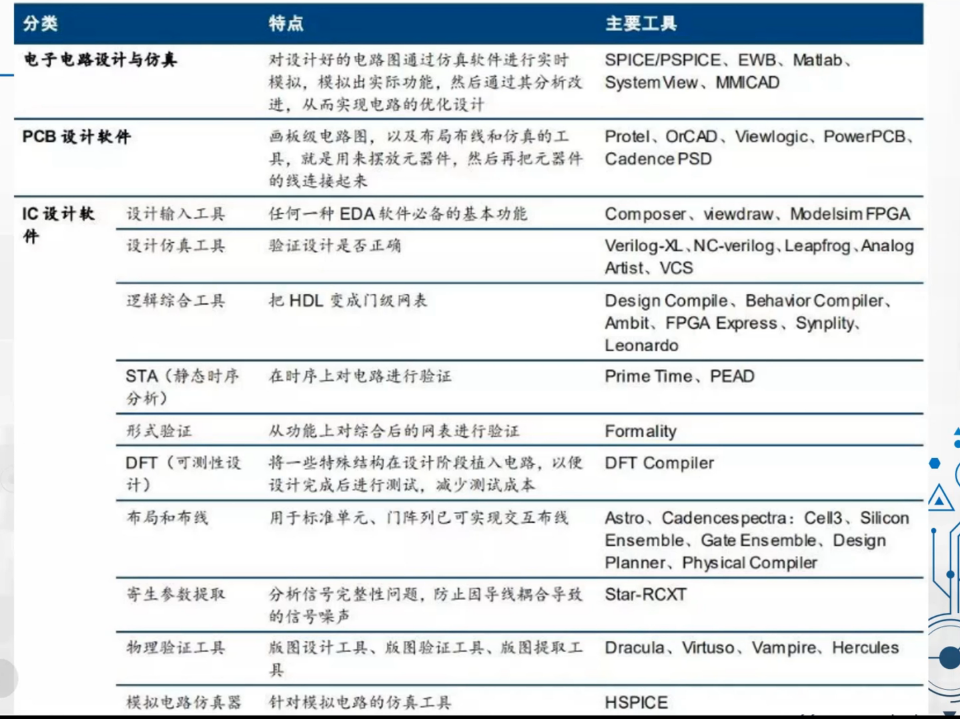 分类 特点 主要工具
电子电路设计与仿真 对设计好的电路图通过仿真软件进行实时 SPICE/PSPICE、EWB、Matlab、
模拟，模拟出实际功能，然后通过其分析改 SystemView、MMICAD
进，从而实现电路的优化设计
PCB 设计软件 画板级电路图，以及布局布线和仿真的工 Protel、OrCAD、Viewlogic、PowerPCB、
具，就是用来摆放元器件，然后再把元器件 Cadence PSD
的线连接起来
IC 设计软 设计输入工具 任何一种 EDA 软件必备的基本功能 Composer、viewdraw、Modelsim FPGA
件
设计仿真工具 验证设计是否正确 Verilog-XL、NC-verilog、Leapfrog、Analog
Artist、VCS
逻辑综合工具 把 HDL 变成门级网表 Design Compile、Behavior Compiler、
Ambit、FPGA Express、Synplity、
Leonardo
STA（静态时序 在时序上对电路进行验证 Prime Time、PEAD
分析）
形式验证 从功能上对综合后的网表进行验证 Formality
DFT（可测性设 将一些特殊结构在设计阶段植入电路，以便 DFT Compiler
计） 设计完成后进行测试，减少测试成本
布局和布线 用于标准单元、门阵列已可实现交互布线 Astro、Cadencespectra：Cell3、Silicon
Ensemble、Gate Ensemble、Design
Planner、Physical Compiler
寄生参数提取 分析信号完整性问题，防止因导线耦合导致 Star-RCXT
的信号噪声
物理验证工具 版图设计工具、版图验证工具、版图提取工 Dracula、Virtuso、Vampire、Hercules
具
模拟电路仿真器 针对模拟电路的仿真工具 HSPICE